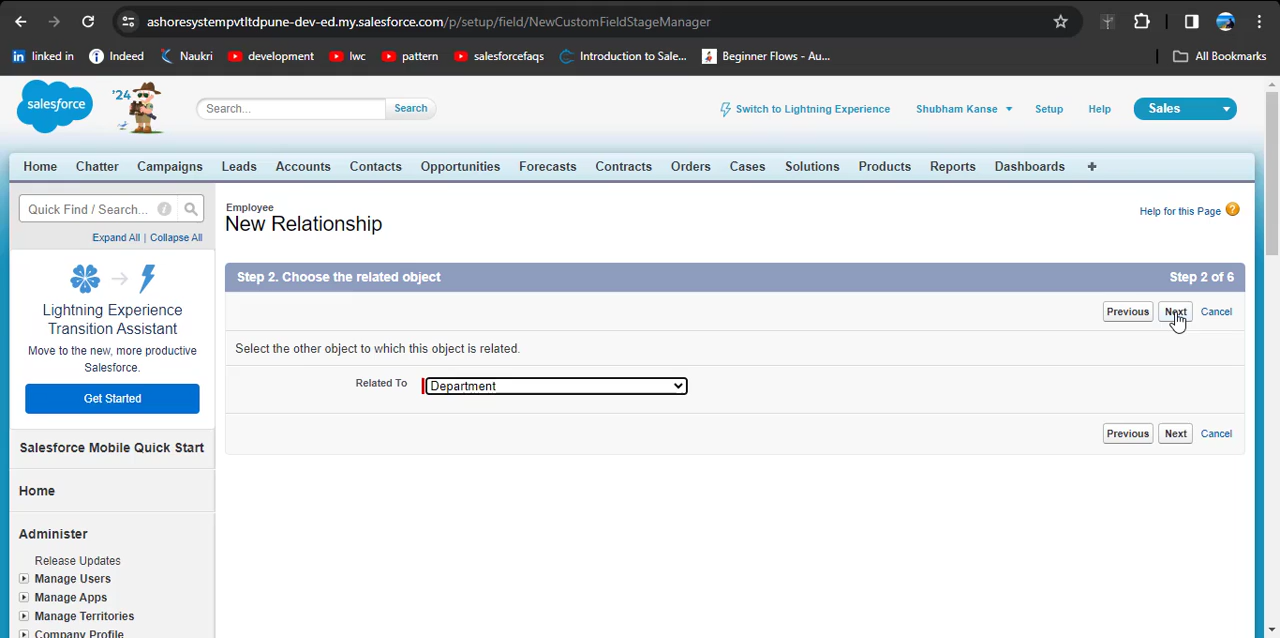 ashoresystempvtltdpune-dev-ed.my.salesforce.com/p/setup/field/NewCustomFieldStageManager
linked in Indeed Naukri development lwc pattern salesforcefaqs Introduction to Sale... Beginner Flows - Au... All Bookmarks
salesforce '24 Search... Search Switch to Lightning Experience Shubham Kanse Setup Help Sales
Home Chatter Campaigns Leads Accounts Contacts Opportunities Forecasts Contracts Orders Cases Solutions Products Reports Dashboards +
Quick Find / Search... i
Expand All | Collapse All
Lightning Experience
Transition Assistant
Move to the new, more productive
Salesforce.
Get Started
Salesforce Mobile Quick Start
Home
Administer
Release Updates
Manage Users
Manage Apps
Manage Territories
Company Profile
Employee
New Relationship
Help for this Page ?
Step 2. Choose the related object Step 2 of 6
Previous Next Cancel
Select the other object to which this object is related.
Related To Department
Previous Next Cancel